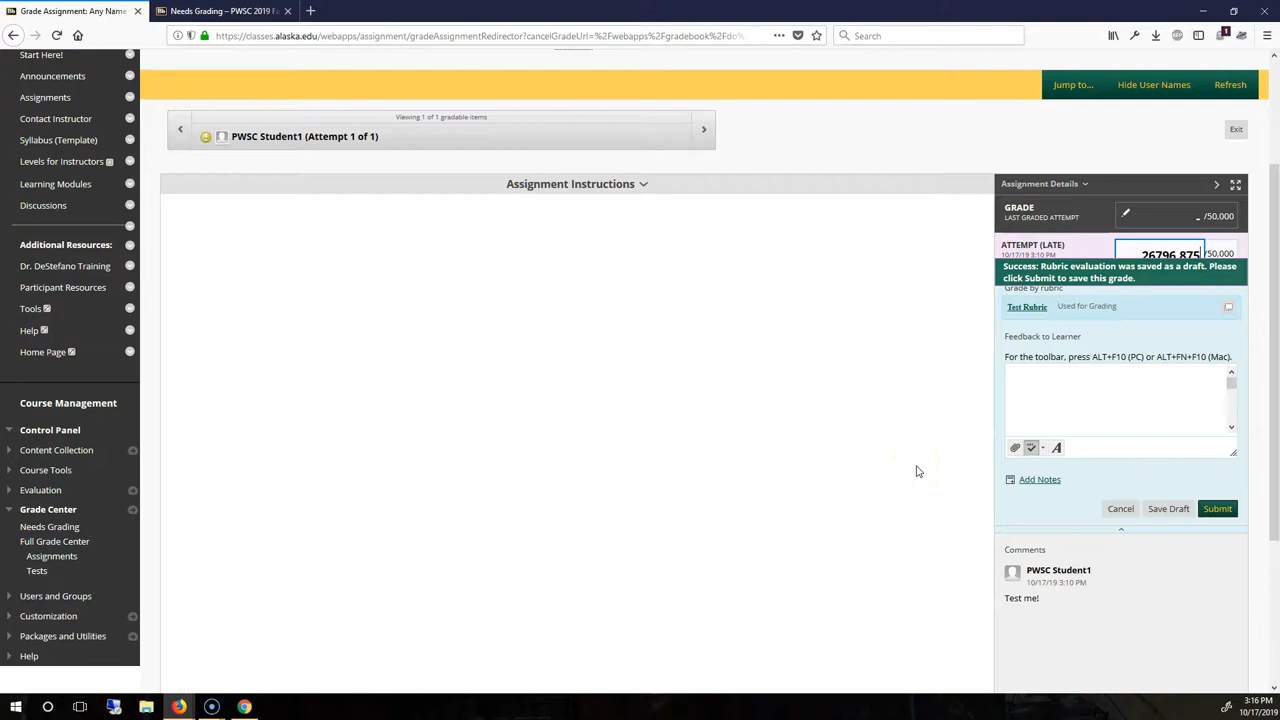 Grade Assignment: Any Name
Needs Grading – PWSC 2019 Fa
https://classes.alaska.edu/webapps/assignment/gradeAssignmentRedirector?cancelGradeUrl=%2Fwebapps%2Fgradebook%2Fdo%
Search
1
Start Here!
Announcements
Assignments
Contact Instructor
Syllabus (Template)
Levels for Instructors
Learning Modules
Discussions
Additional Resources:
Dr. DeStefano Training
Participant Resources
Tools
Help
Home Page
Course Management
Control Panel
Content Collection
Course Tools
Evaluation
Grade Center
Needs Grading
Full Grade Center
Assignments
Tests
Users and Groups
Customization
Packages and Utilities
Help
Jump to...
Hide User Names
Refresh
Viewing 1 of 1 gradable items
PWSC Student1 (Attempt 1 of 1)
Exit
Assignment Instructions
Assignment Details
GRADE
LAST GRADED ATTEMPT
- /50,000
ATTEMPT (LATE)
10/17/19 3:10 PM
26796.875 /50,000
Success: Rubric evaluation was saved as a draft. Please
click Submit to save this grade.
Grade by rubric
Test Rubric Used for Grading
Feedback to Learner
For the toolbar, press ALT+F10 (PC) or ALT+FN+F10 (Mac).
Add Notes
Cancel
Save Draft
Submit
Comments
PWSC Student1
10/17/19 3:10 PM
Test me!
3:16 PM
10/17/2019